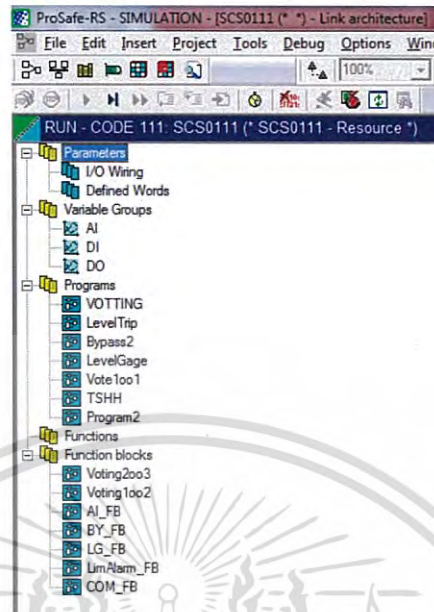 ProSafe-RS - SIMULATION - [SCS0111 (* *) - Link architecture]
File Edit Insert Project Tools Debug Options Wind
100%
RUN - CODE 111: SCS0111 (* SCS0111 - Resource *)
Parameters
I/O Wiring
Defined Words
Variable Groups
AI
DI
DO
Programs
VOTTING
LevelTrip
Bypass2
LevelGage
Vote1oo1
TSHH
Program2
Functions
Function blocks
Voting2oo3
Voting1oo2
AI_FB
BY_FB
LG_FB
LimAlarm_FB
COM_FB